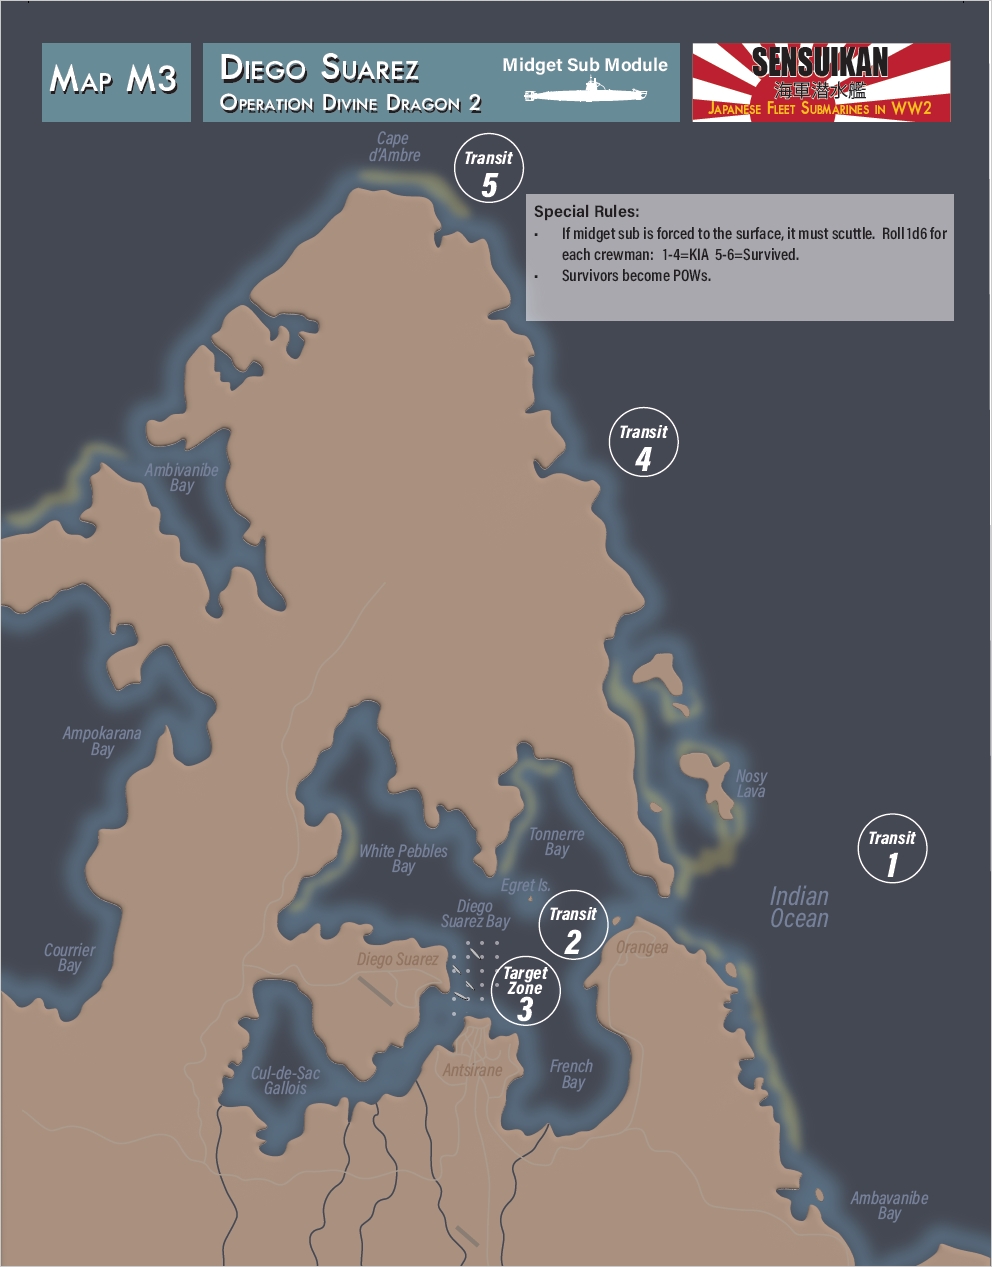 MAP M3
DIEGO SUAREZ
OPERATION DIVINE DRAGON 2
Midget Sub Module
SENSUIKAN
海軍潜水艦
JAPANESE FLEET SUBMARINES IN WW2
Cape
d'Ambre
Transit
5
Special Rules:
• If midget sub is forced to the surface, it must scuttle. Roll 1d6 for
each crewman: 1-4=KIA 5-6=Survived.
• Survivors become POWs.
Transit
4
Ambivanibe
Bay
Ampokarana
Bay
Nosy
Lava
Transit
1
White Pebbles
Bay
Tonnerre
Bay
Egret Is.
Indian
Ocean
Diego
Suarez Bay
Transit
2
Orangea
Courrier
Bay
Diego Suarez
Target
Zone
3
Cul-de-Sac
Gallois
Antsirane
French
Bay
Ambavanibe
Bay